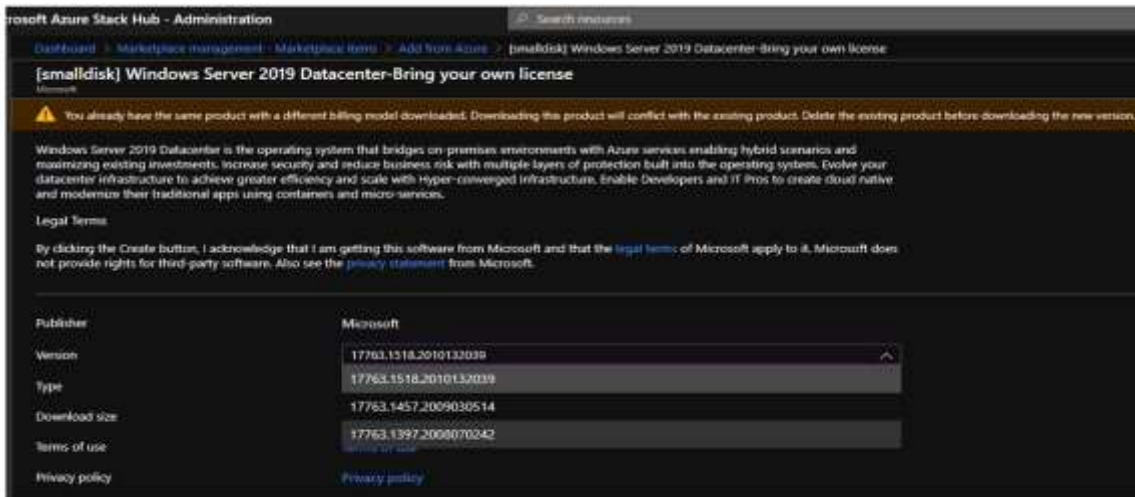 rosoft Azure Stack Hub - Administration
Search resources
Dashboard > Marketplace management - Marketplace items > Add from Azure > [smalldisk] Windows Server 2019 Datacenter-Bring your own license
[smalldisk] Windows Server 2019 Datacenter-Bring your own license
Microsoft
You already have the same product with a different billing model downloaded. Downloading this product will conflict with the existing product. Delete the existing product before downloading the new version.
Windows Server 2019 Datacenter is the operating system that bridges on-premises environments with Azure services enabling hybrid scenarios and
maximizing existing investments. Increase security and reduce business risk with multiple layers of protection built into the operating system. Evolve your
datacenter infrastructure to achieve greater efficiency and scale with Hyper-converged Infrastructure. Enable Developers and IT Pros to create cloud native
and modernize their traditional apps using containers and micro-services.
Legal Terms
By clicking the Create button, I acknowledge that I am getting this software from Microsoft and that the legal terms of Microsoft apply to it. Microsoft does
not provide rights for third-party software. Also see the privacy statement from Microsoft.
Publisher Microsoft
Version 17763.1518.2010132039
17763.1518.2010132039
Type
17763.1457.2009030514
Download size
17763.1397.2008070242
Terms of use Terms of use
Privacy policy Privacy policy